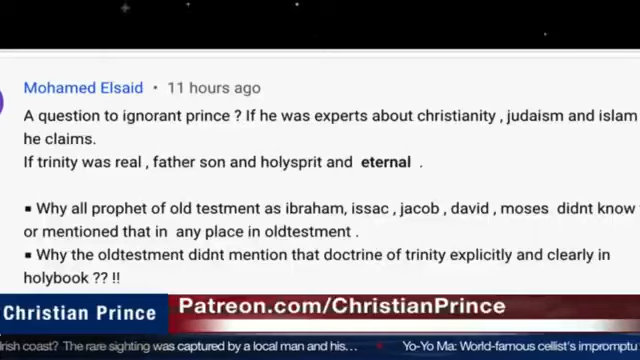 Mohamed Elsaid • 11 hours ago
A question to ignorant prince ? If he was experts about christianity , judaism and islam
he claims.
If trinity was real , father son and holysprit and eternal .
▪ Why all prophet of old testment as ibraham, issac , jacob , david , moses didnt know
or mentioned that in any place in oldtestment .
▪ Why the oldtestment didnt mention that doctrine of trinity explicitly and clearly in
holybook ?? !!
Christian Prince
Patreon.com/ChristianPrince
Irish coast? The rare sighting was captured by a local man and his...
Yo-Yo Ma: World-famous cellist's impromptu